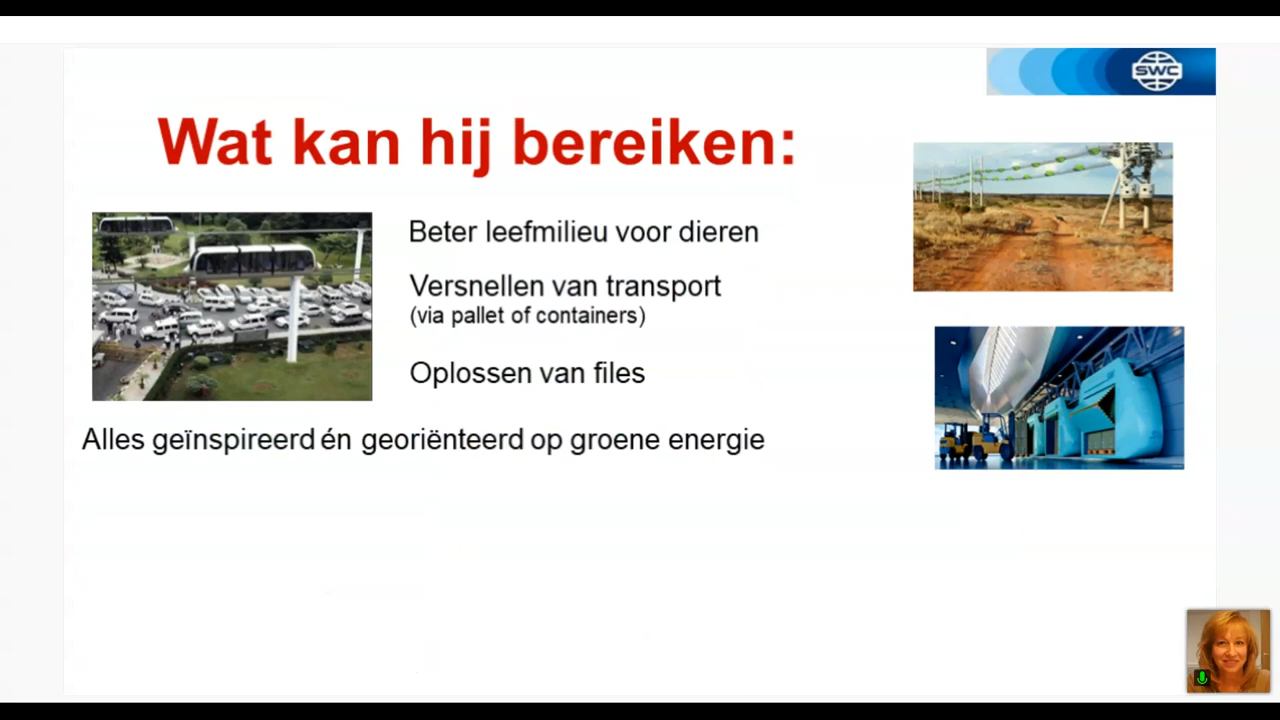 SWC
Wat kan hij bereiken:
Beter leefmilieu voor dieren
Versnellen van transport
(via pallet of containers)
Oplossen van files
Alles geïnspireerd én georiënteerd op groene energie